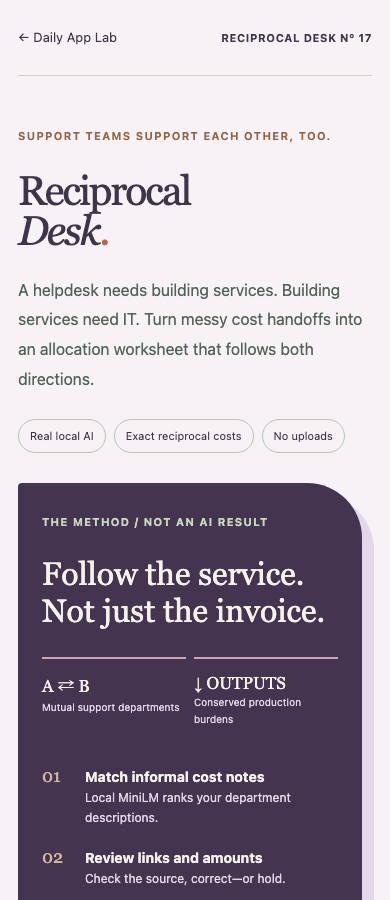 ← Daily App Lab
RECIPROCAL DESK Nº 17
SUPPORT TEAMS SUPPORT EACH OTHER, TOO.
Reciprocal
Desk.
A helpdesk needs building services. Building
services need IT. Turn messy cost handoffs into
an allocation worksheet that follows both
directions.
Real local AI
Exact reciprocal costs
No uploads
THE METHOD / NOT AN AI RESULT
Follow the service.
Not just the invoice.
A ⇄ B
Mutual support departments
↓ OUTPUTS
Conserved production
burdens
01
Match informal cost notes
Local MiniLM ranks your department
descriptions.
02
Review links and amounts
Check the source, correct—or hold.